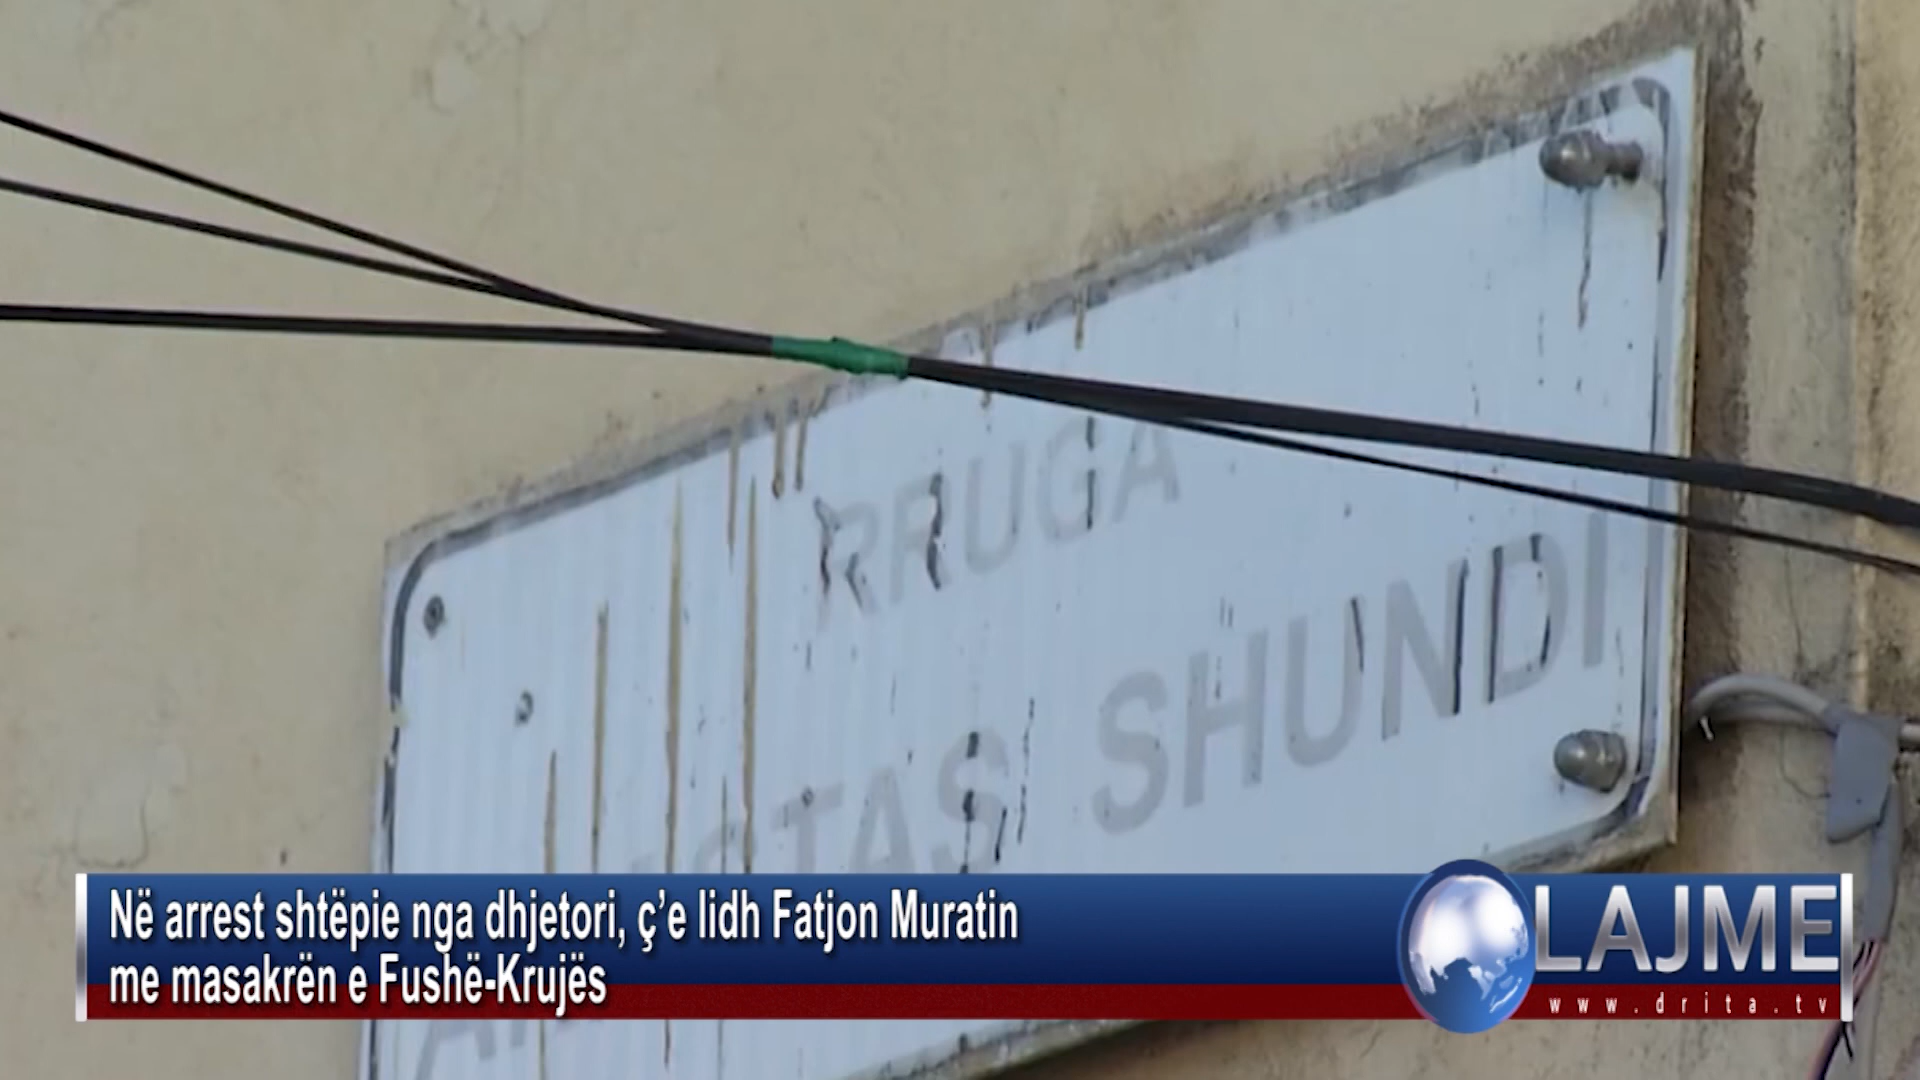 RRUGA
SHUNDI
Në arrest shtëpie nga dhjetori, ç’e lidh Fatjon Muratin
me masakrën e Fushë-Krujës
LAJME
www.drita.tv